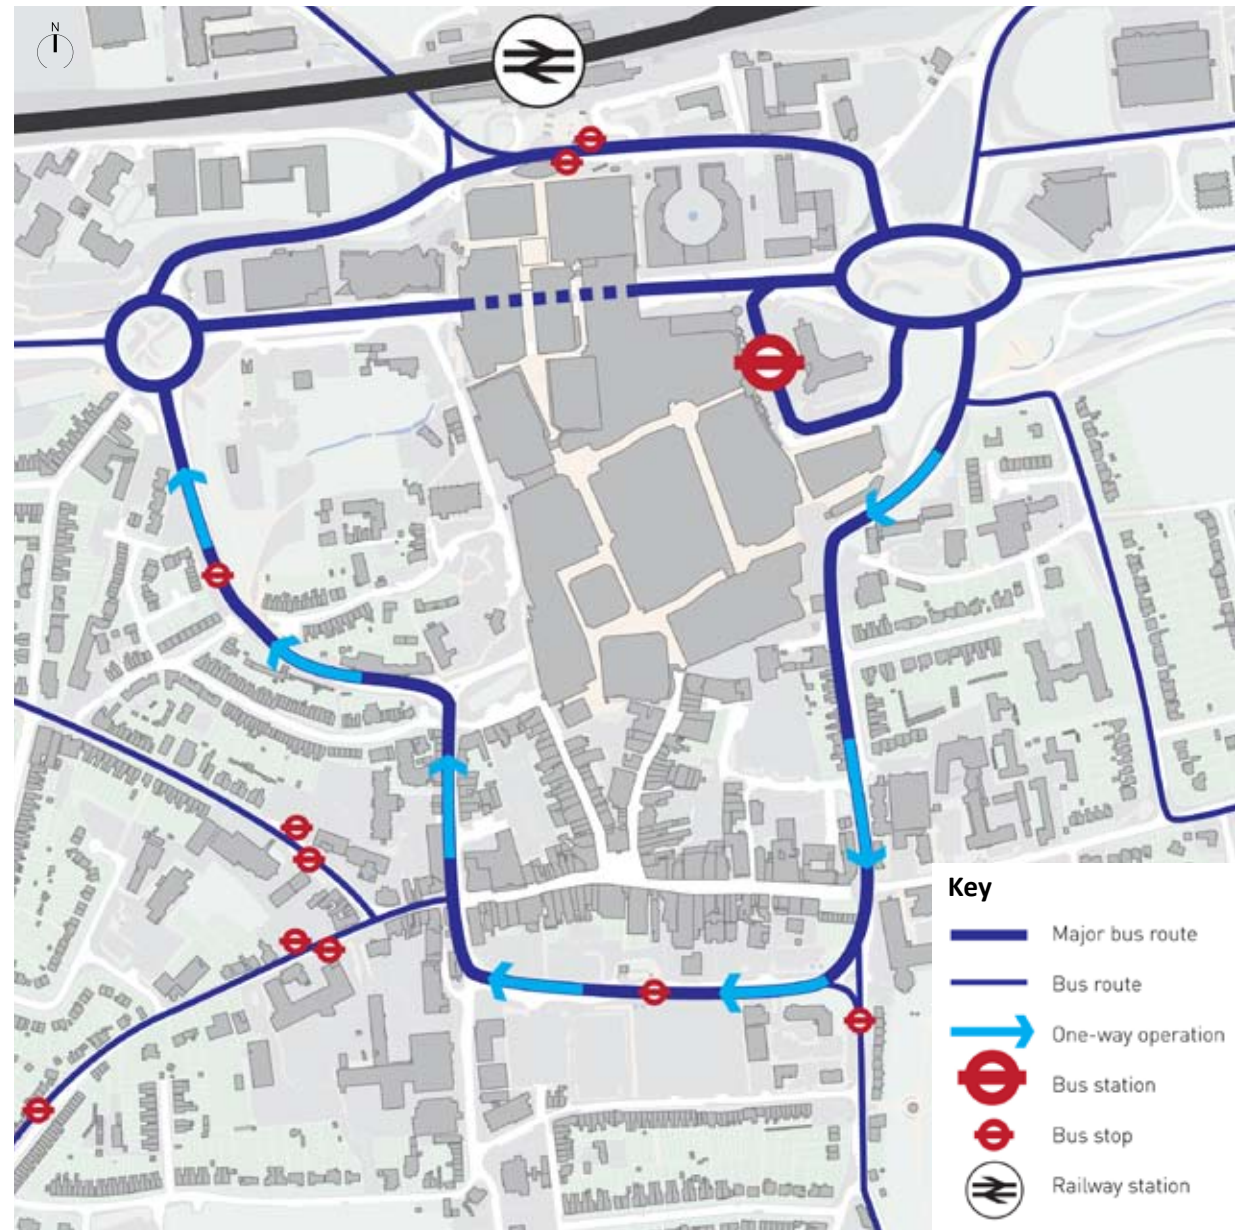 N
Key
Major bus route
Bus route
One-way operation
Bus station
Bus stop
Railway station